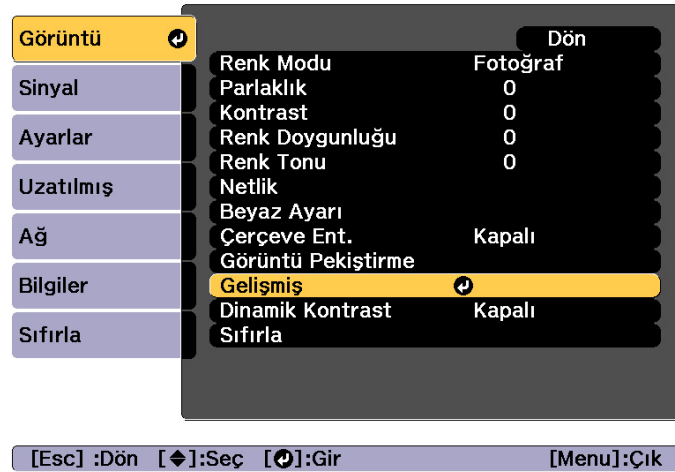 Görüntü
Sinyal
Ayarlar
Uzatılmış
Ağ
Bilgiler
Sıfırla
Dön
Renk Modu Fotoğraf
Parlaklık 0
Kontrast 0
Renk Doygunluğu 0
Renk Tonu 0
Netlik
Beyaz Ayarı
Çerçeve Ent. Kapalı
Görüntü Pekiştirme
Gelişmiş
Dinamik Kontrast Kapalı
Sıfırla
[Esc] :Dön [◆]:Seç [⏎]:Gir [Menu]:Çık